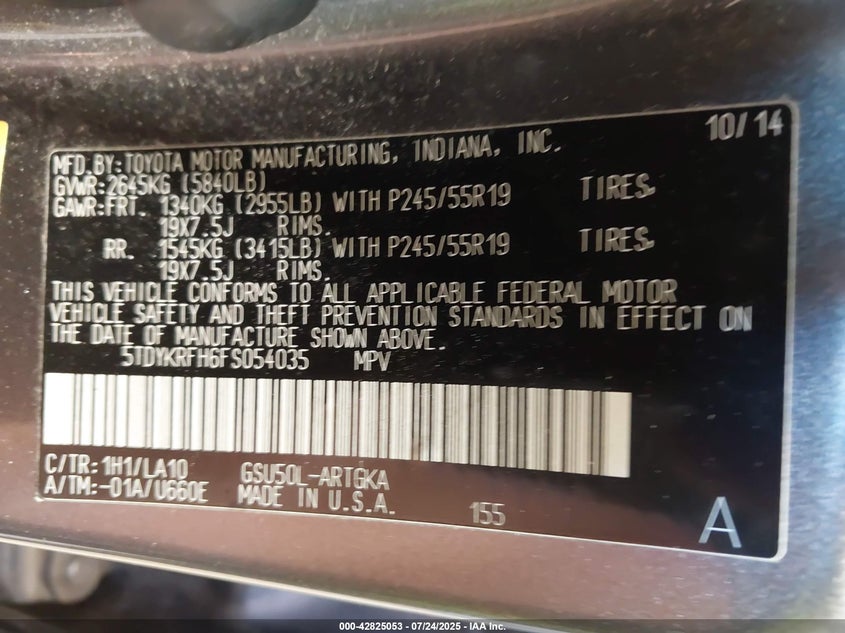 10/14
MFD.BY:TOYOTA MOTOR MANUFACTURING, INDIANA, INC.
GVWR:2645KG (5840LB)
GAWR:FRT. 1340KG (2955LB) WITH P245/55R19 TIRES.
19X7.5J RIMS.
RR. 1545KG (3415LB) WITH P245/55R19 TIRES.
19X7.5J RIMS.
THIS VEHICLE CONFORMS TO ALL APPLICABLE FEDERAL MOTOR
VEHICLE SAFETY AND THEFT PREVENTION STANDARDS IN EFFECT ON
THE DATE OF MANUFACTURE SHOWN ABOVE.
5TDYKRFH6FS054035 MPV
C/TR:1H1/LA10 GSU50L-ARTGKA
A/TM:-01A/U660E MADE IN U.S.A. 155 A
000-42825053 - 07/24/2025 - IAAI.com